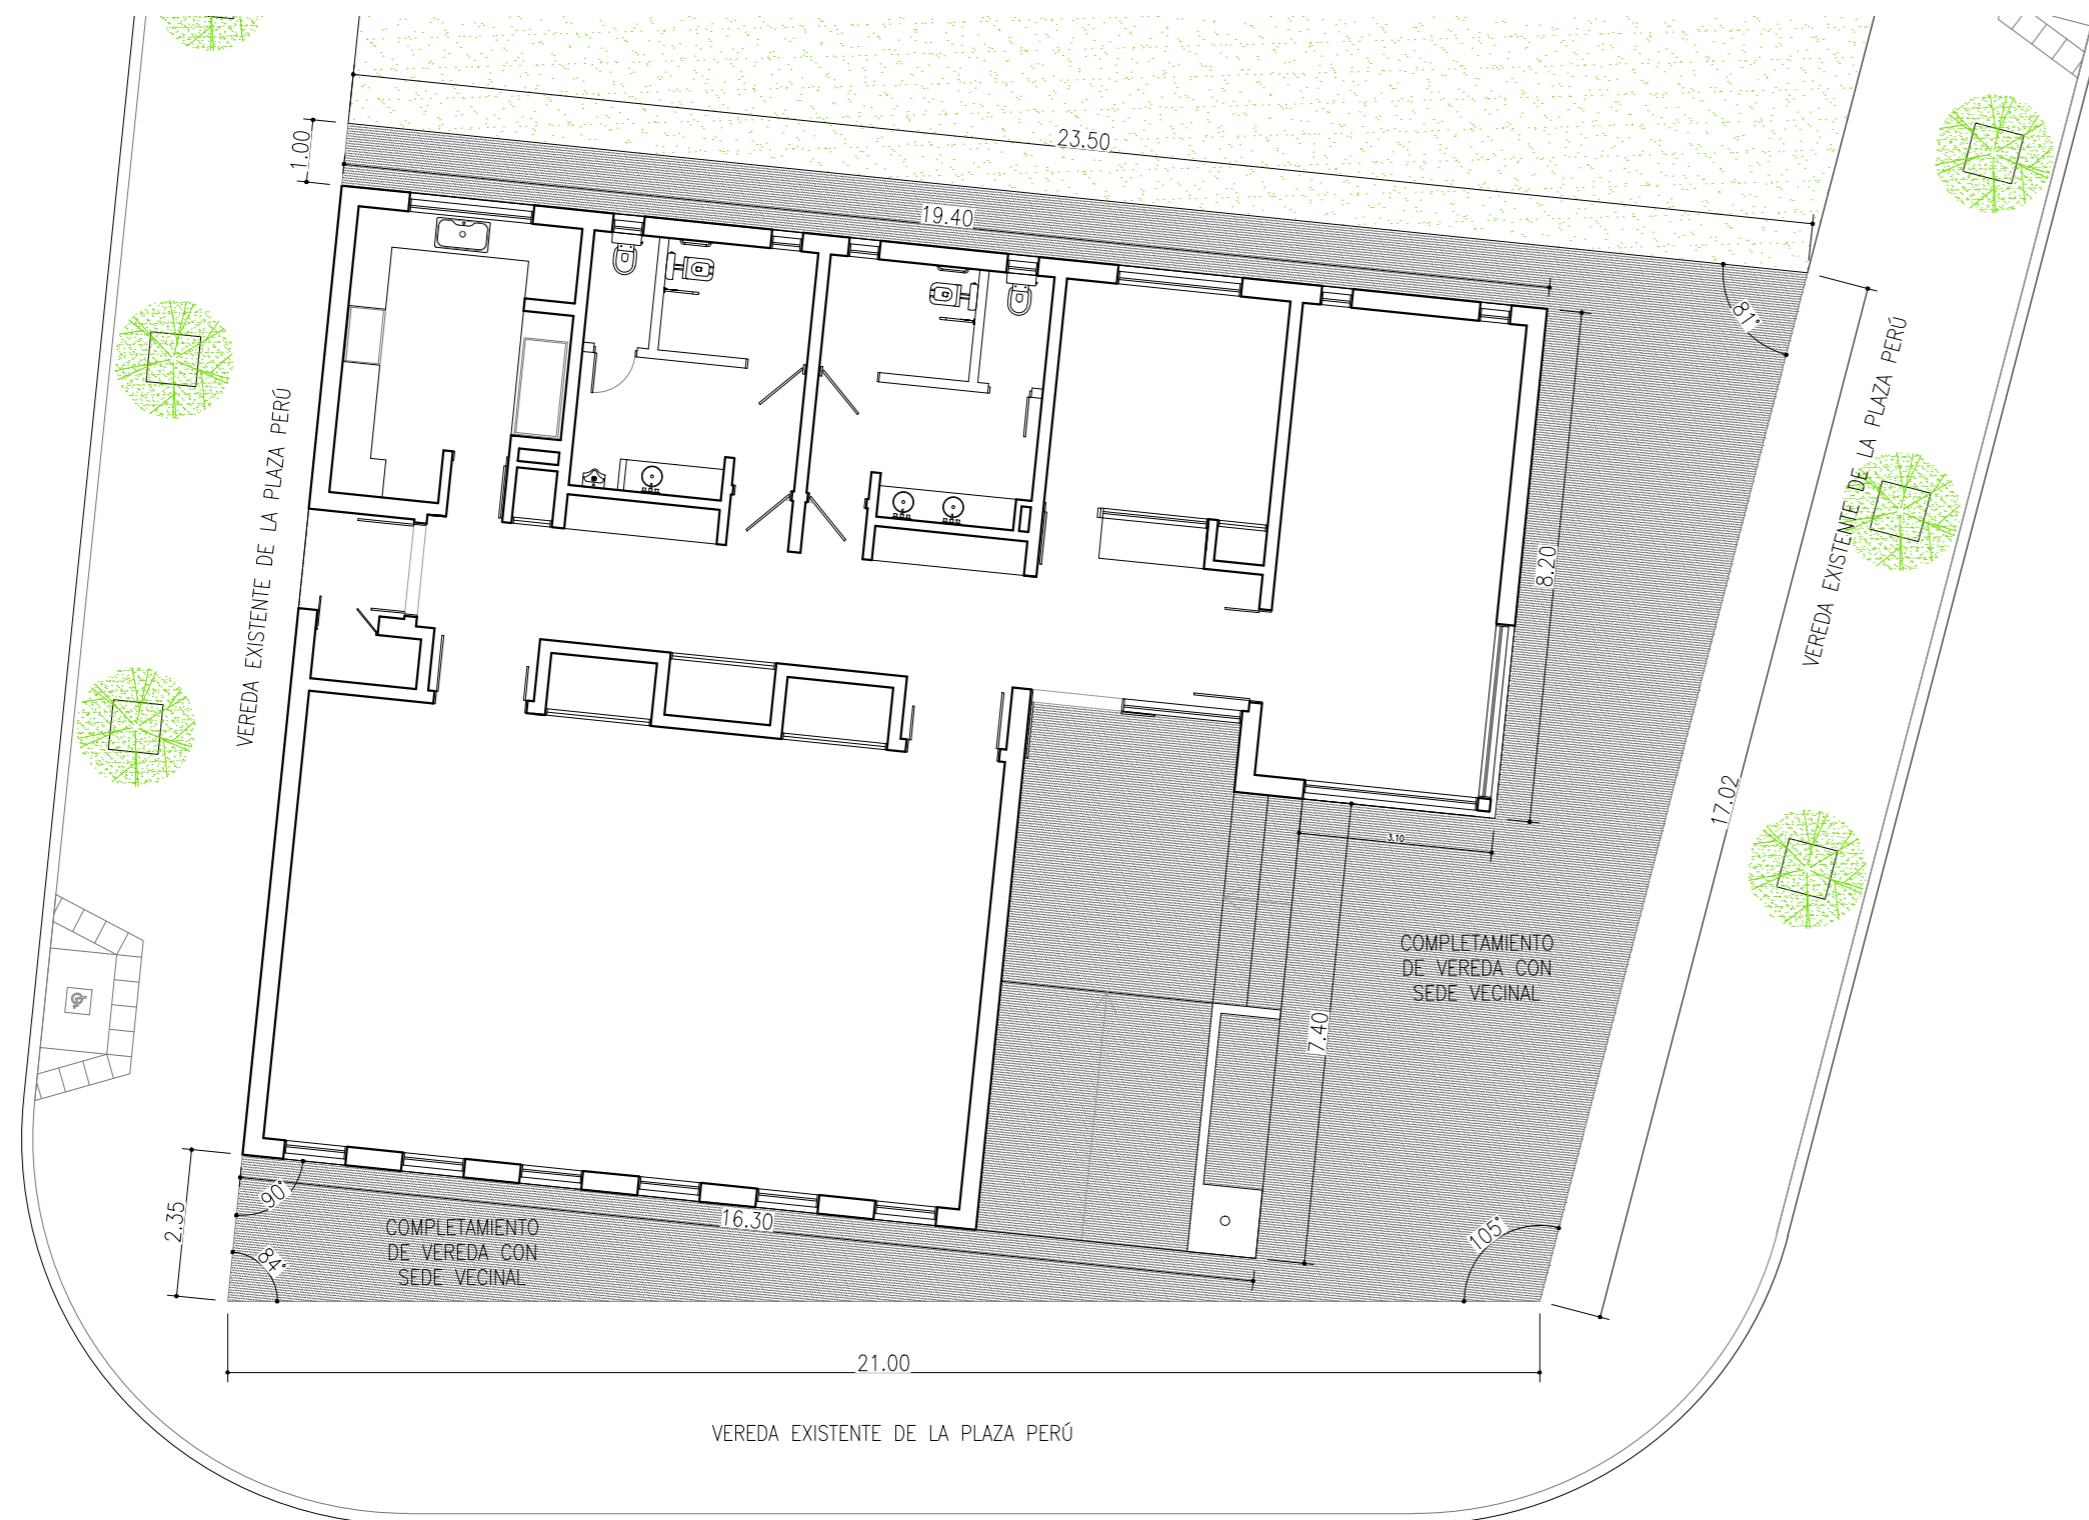 23.50
1.00
19.40
81°
VEREDA EXISTENTE DE LA PLAZA PERÚ
VEREDA EXISTENTE DE LA PLAZA PERÚ
8.20
17.02
3.10
COMPLETAMIENTO
DE VEREDA CON
SEDE VECINAL
7.40
2.35
90°
84°
COMPLETAMIENTO
DE VEREDA CON
SEDE VECINAL
16.30
105°
21.00
VEREDA EXISTENTE DE LA PLAZA PERÚ